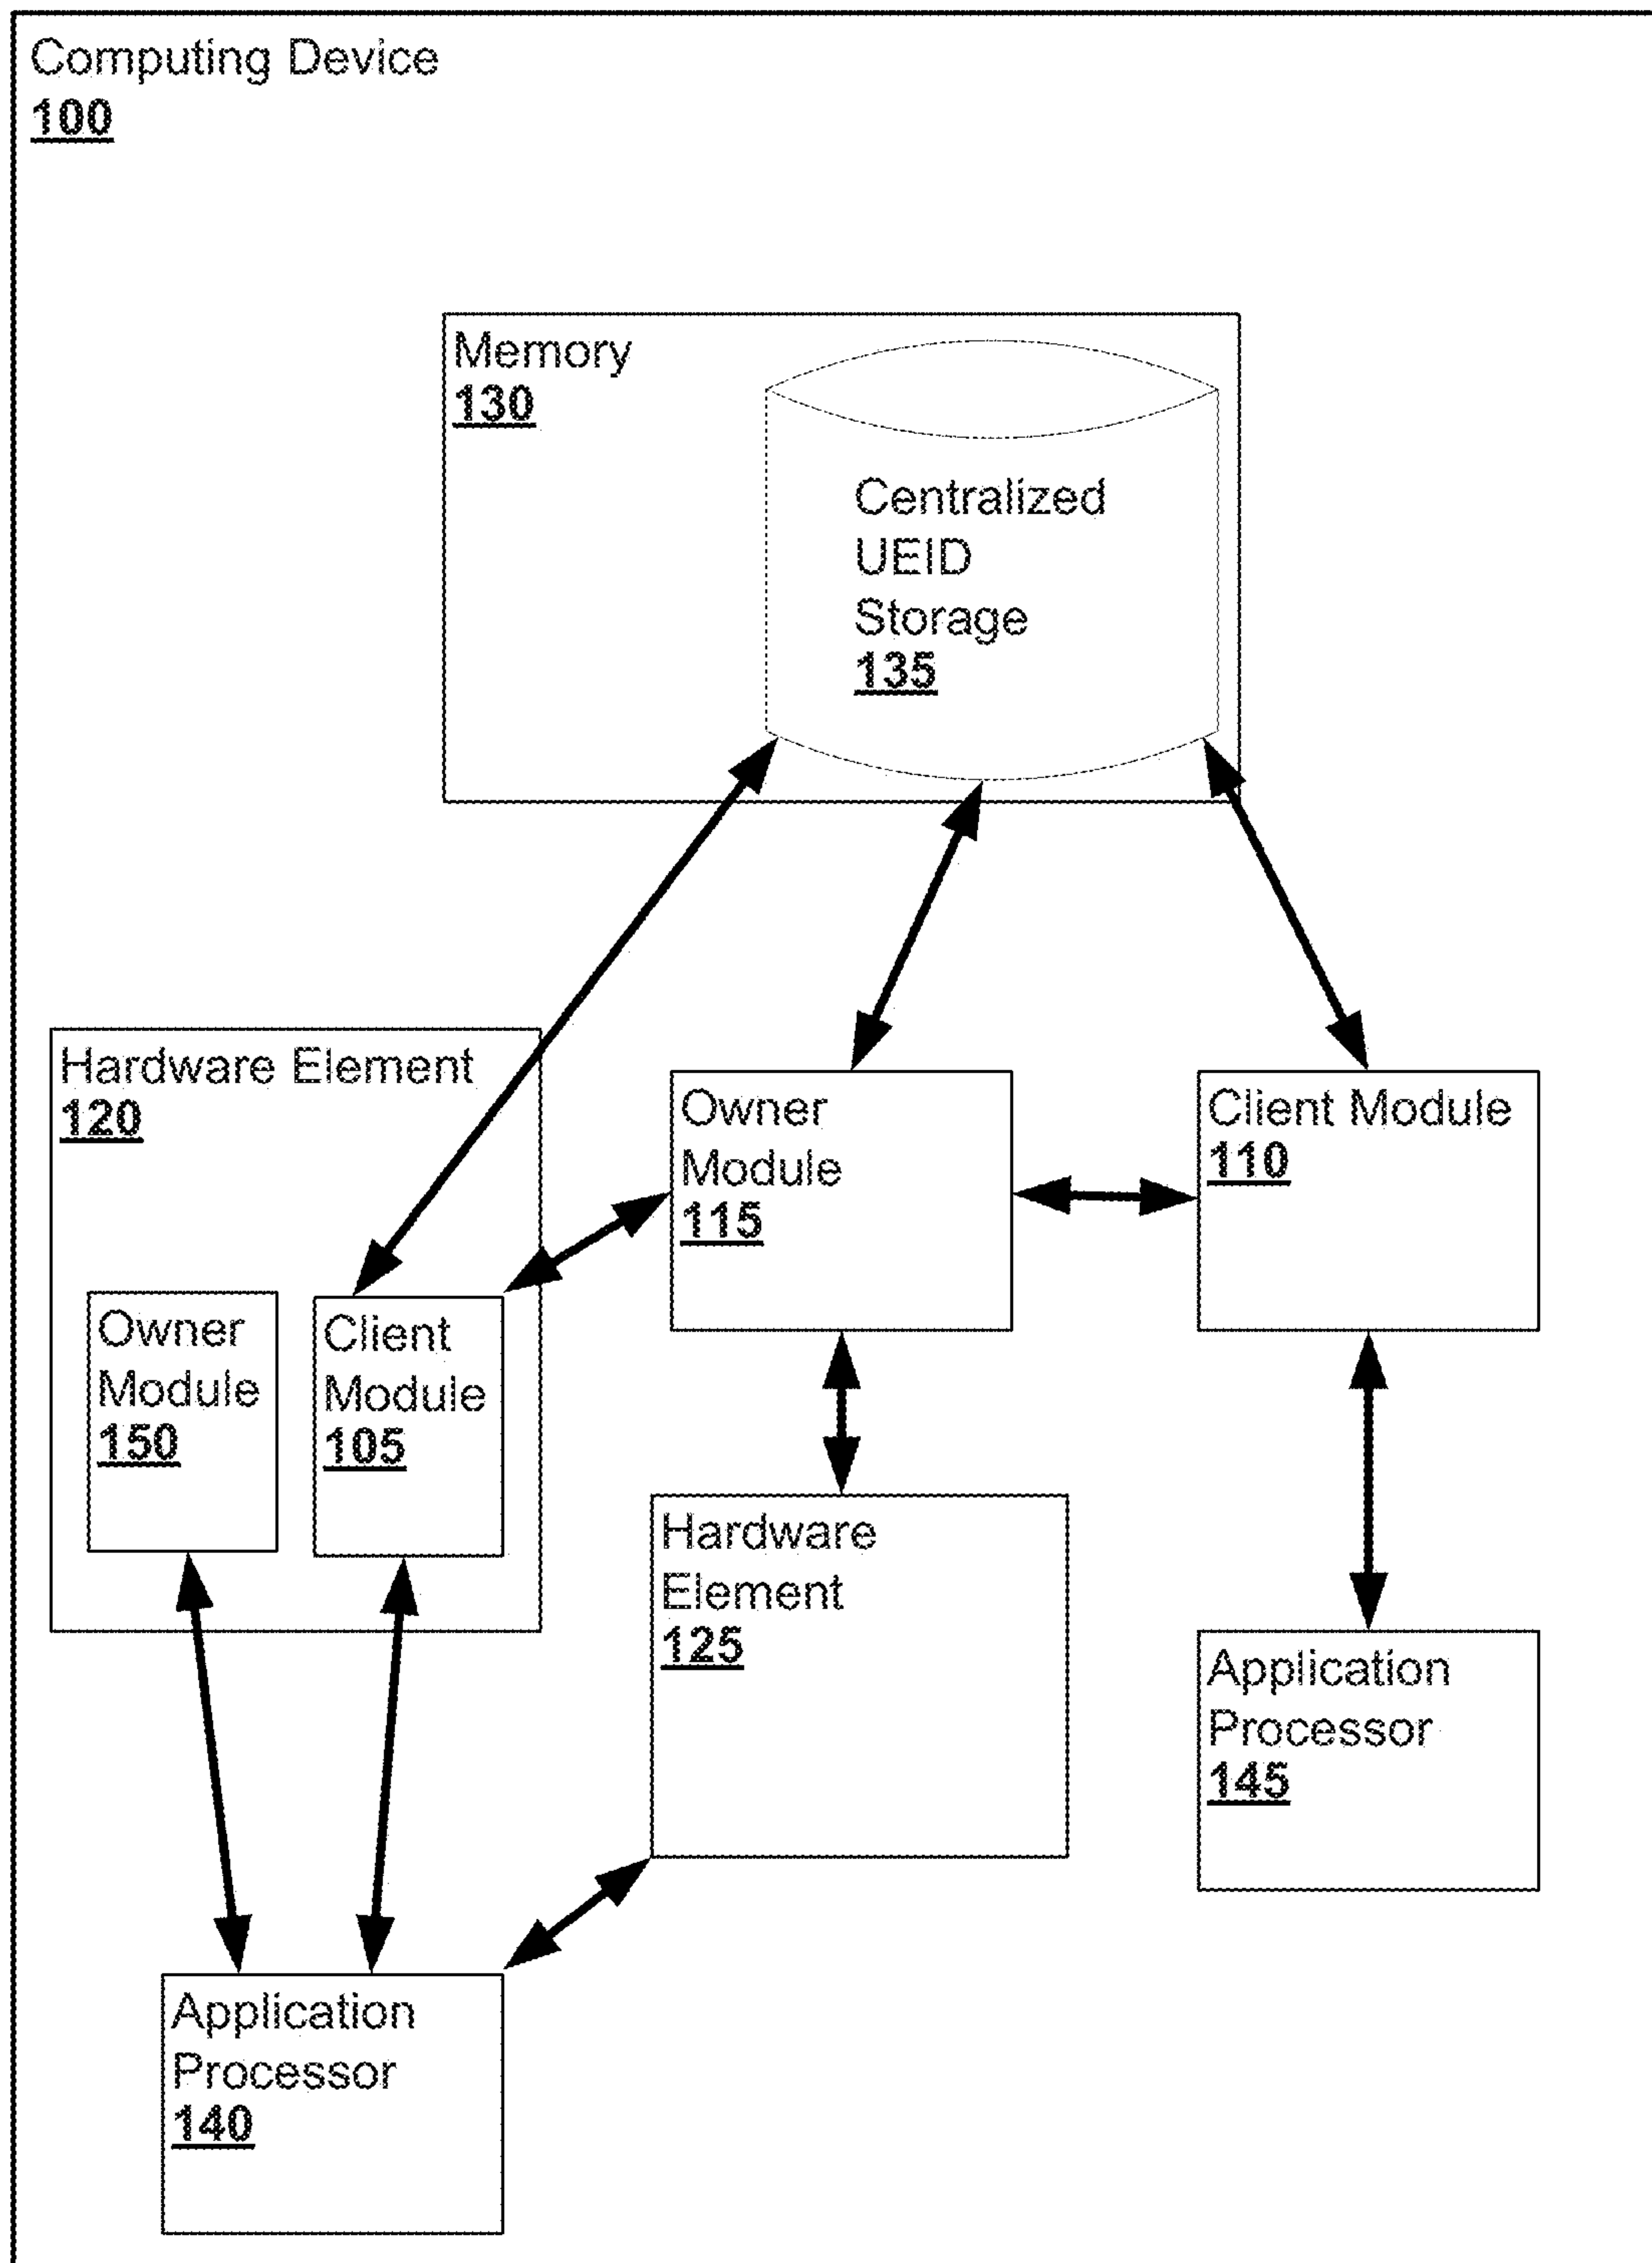 Computing Device
100
Memory
130
Centralized
UEID
Storage
135
Hardware Element
120
Owner
Module
115
Client Module
110
Owner
Module
150
Client
Module
105
Hardware
Element
125
Application
Processor
145
Application
Processor
140